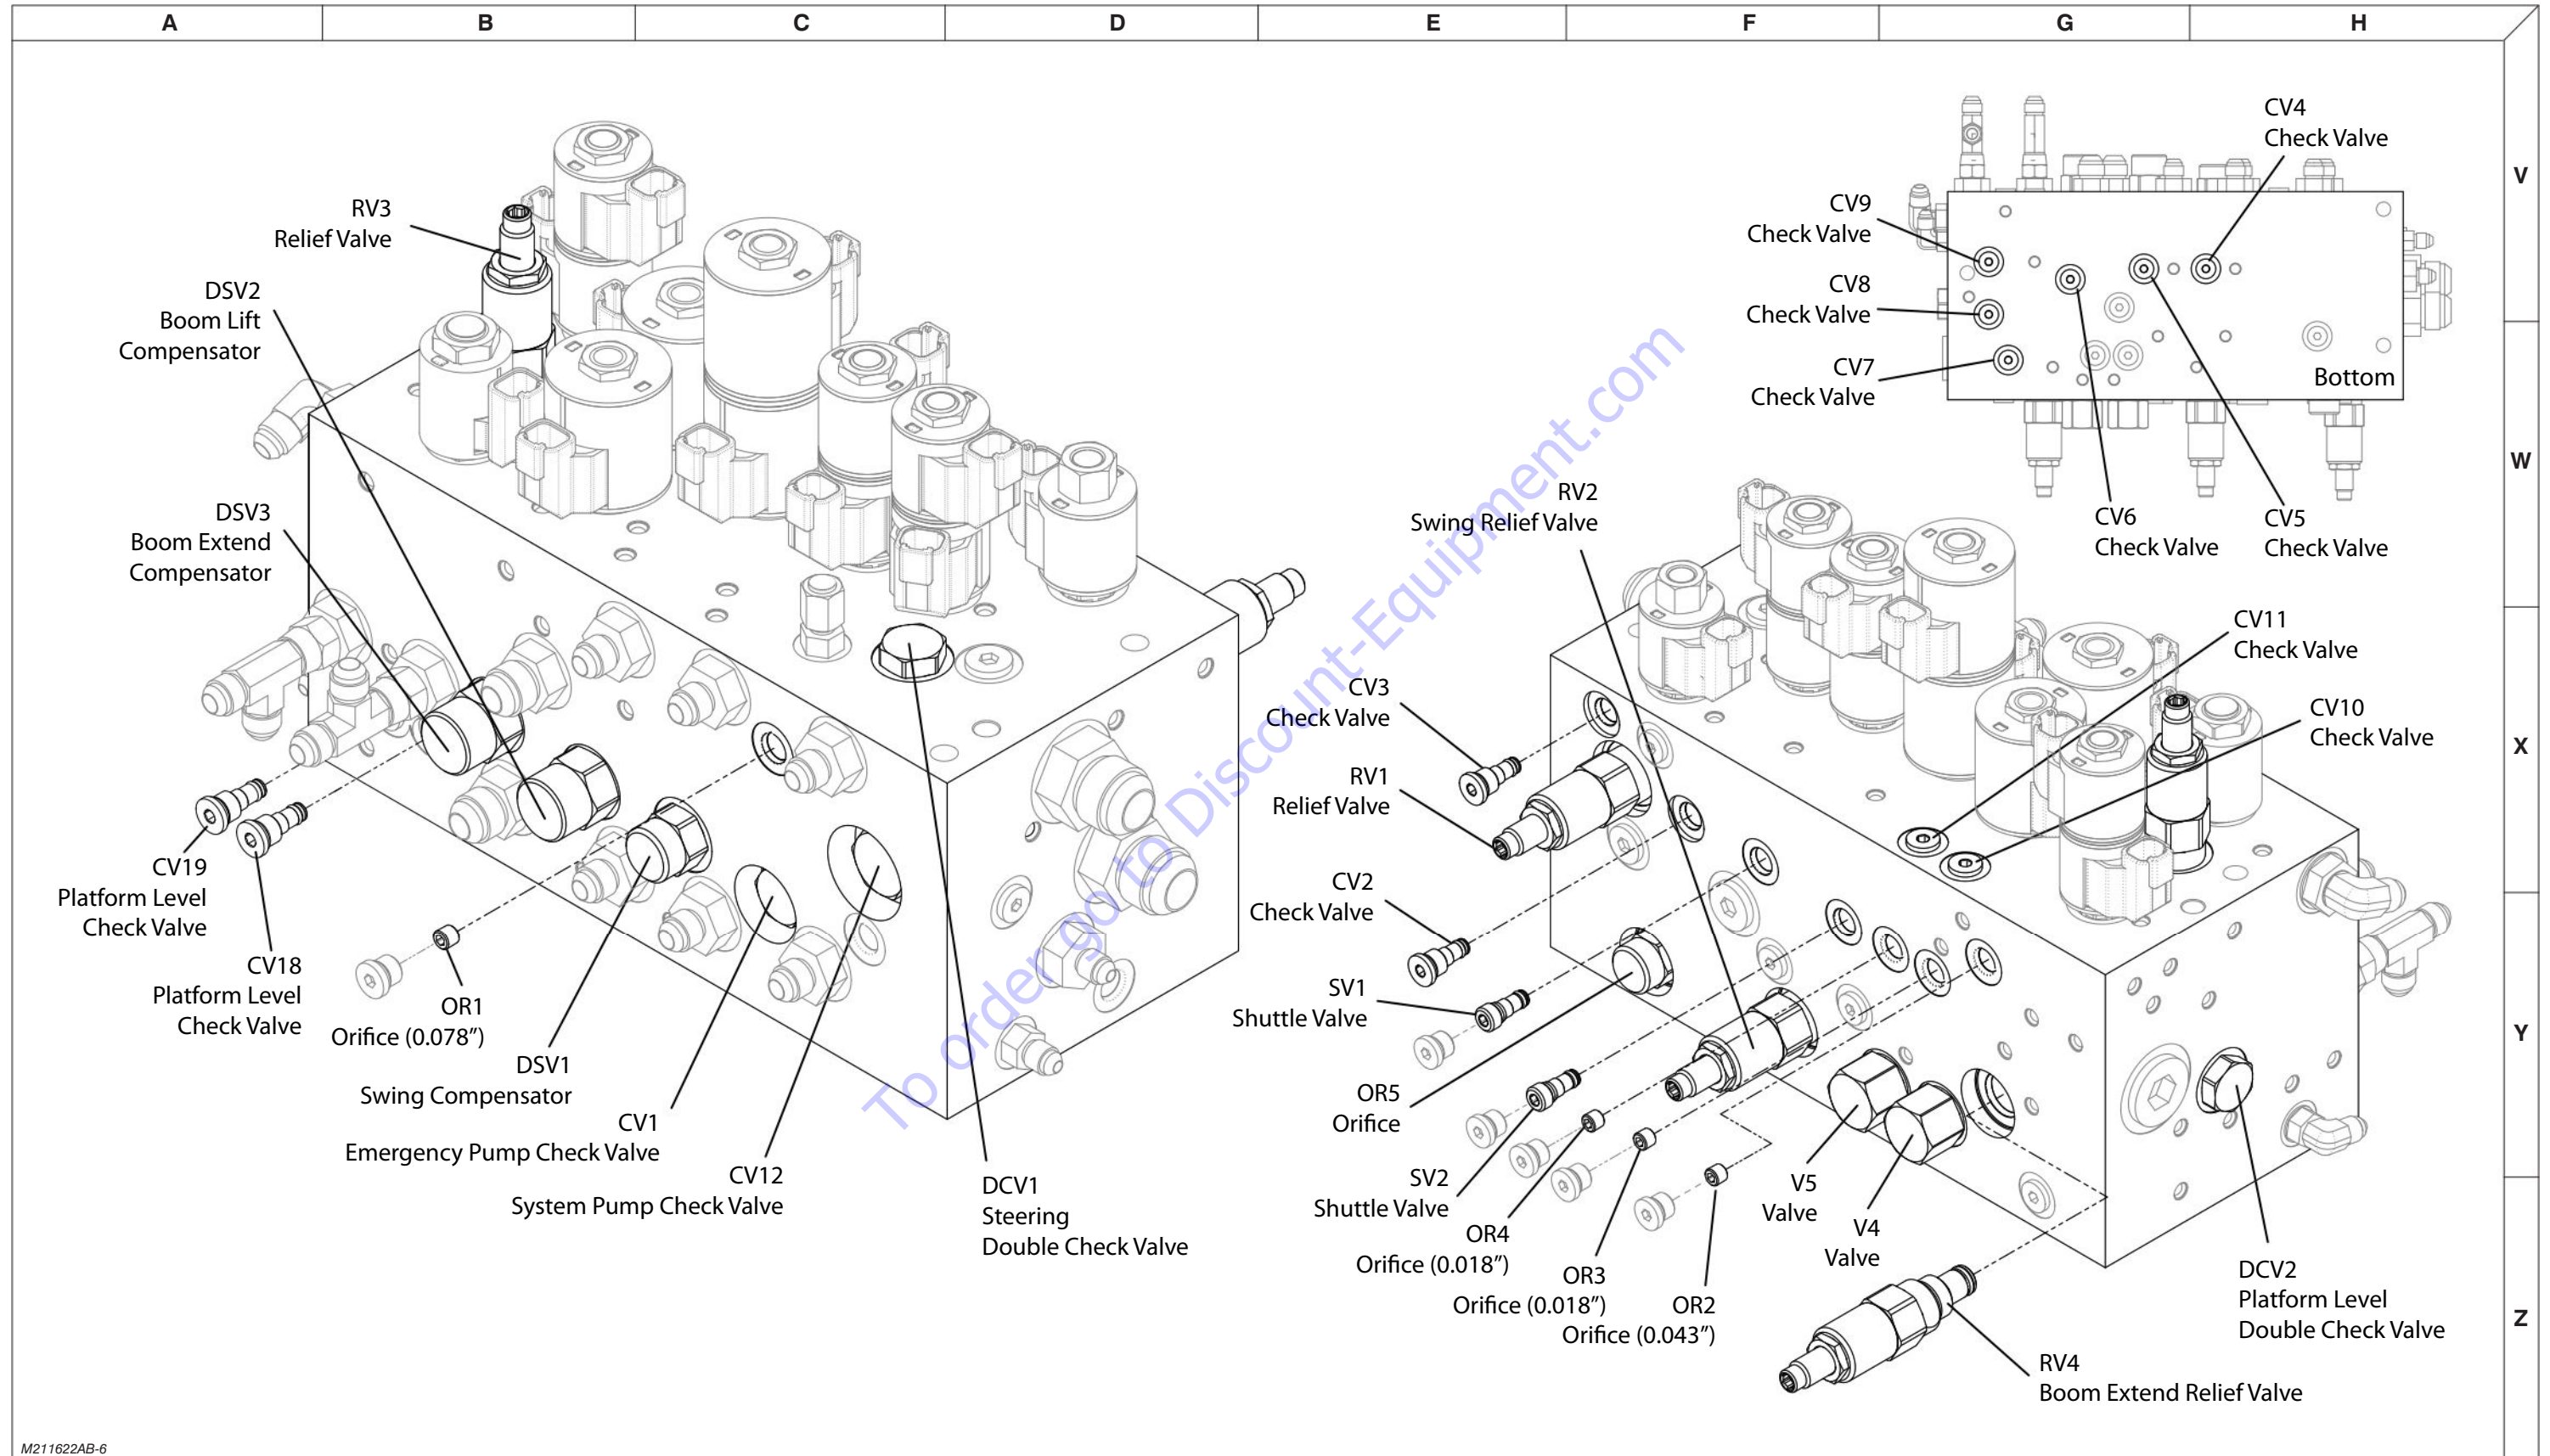 A B C D E F G H
V
W
X
Y
Z
RV3
Relief Valve
DSV2
Boom Lift
Compensator
DSV3
Boom Extend
Compensator
CV19
Platform Level
Check Valve
CV18
Platform Level
Check Valve
OR1
Orifice (0.078”)
DSV1
Swing Compensator
CV1
Emergency Pump Check Valve
CV12
System Pump Check Valve
DCV1
Steering
Double Check Valve
CV4
Check Valve
CV9
Check Valve
CV8
Check Valve
CV7
Check Valve
Bottom
CV6
Check Valve
CV5
Check Valve
RV2
Swing Relief Valve
CV11
Check Valve
CV10
Check Valve
CV3
Check Valve
RV1
Relief Valve
CV2
Check Valve
SV1
Shuttle Valve
OR5
Orifice
SV2
Shuttle Valve
OR4
Orifice (0.018”)
OR3
Orifice (0.018”)
OR2
Orifice (0.043”)
V5
Valve
V4
Valve
DCV2
Platform Level
Double Check Valve
RV4
Boom Extend Relief Valve
To order go to Discount-Equipment.com
M211622AB-6